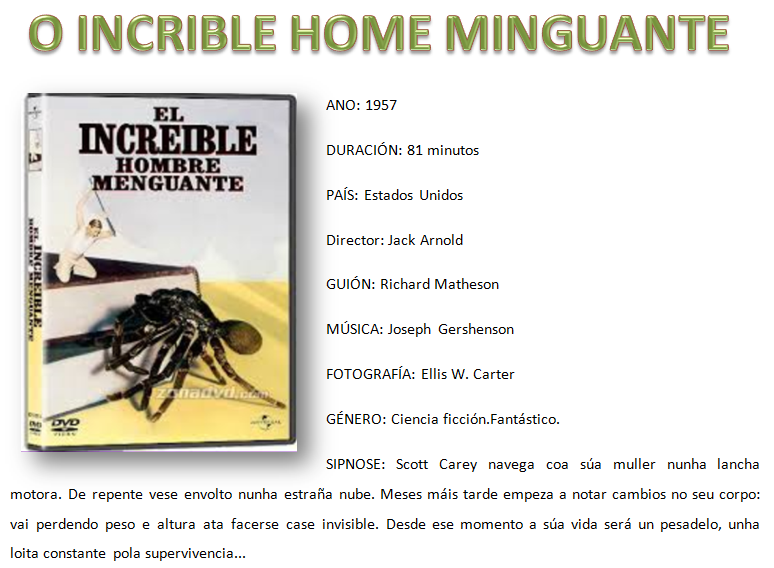 O INCRIBLE HOME MINGUANTE
EL
INCREIBLE
HOMBRE
MENGUANTE
EL INCREIBLE
HOMBRE MENGUANTE
zonadvd.com
DVD
DVD
ANO: 1957
DURACIÓN: 81 minutos
PAÍS: Estados Unidos
Director: Jack Arnold
GUIÓN: Richard Matheson
MÚSICA: Joseph Gershenson
FOTOGRAFÍA: Ellis W. Carter
GÉNERO: Ciencia ficción.Fantástico.
SIPNOSE: Scott Carey navega coa súa muller nunha lancha
motora. De repente vese envolto nunha estraña nube. Meses máis tarde empeza a notar cambios no seu corpo:
vai perdendo peso e altura ata facerse case invisible. Desde ese momento a súa vida será un pesadelo, unha
loita constante pola supervivencia...